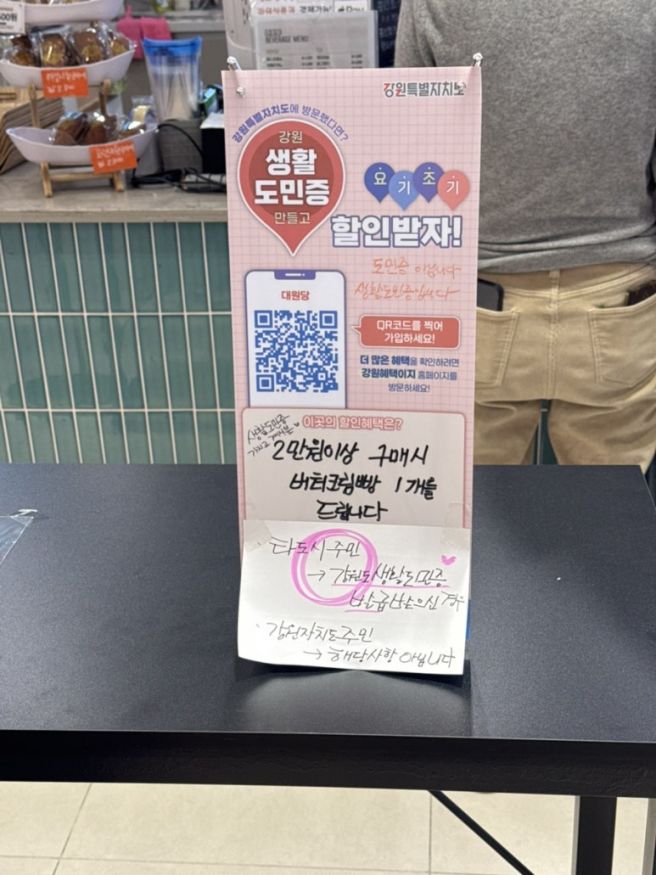 BEVERAGE MENU
강원특별자치도
강원특별자치도에 방문했다면?
강원
생활
도민증
만들고
요기조기
할인받자!
도민증 아닙니다
생활도민증입니다
대원당
QR코드를 찍어
가입하세요!
더 많은 혜택을 확인하려면
강원혜택이지 홈페이지를
방문하세요!
이곳의 할인혜택은?
생활도민증
가지고 계신분
2만원이상 구매시
버터크림빵 1개를
드립니다
· 타도시 주민
→ 강원도 생활도민증
발급받으신 경우
· 강원자치도 주민
→ 해당사항 아닙니다